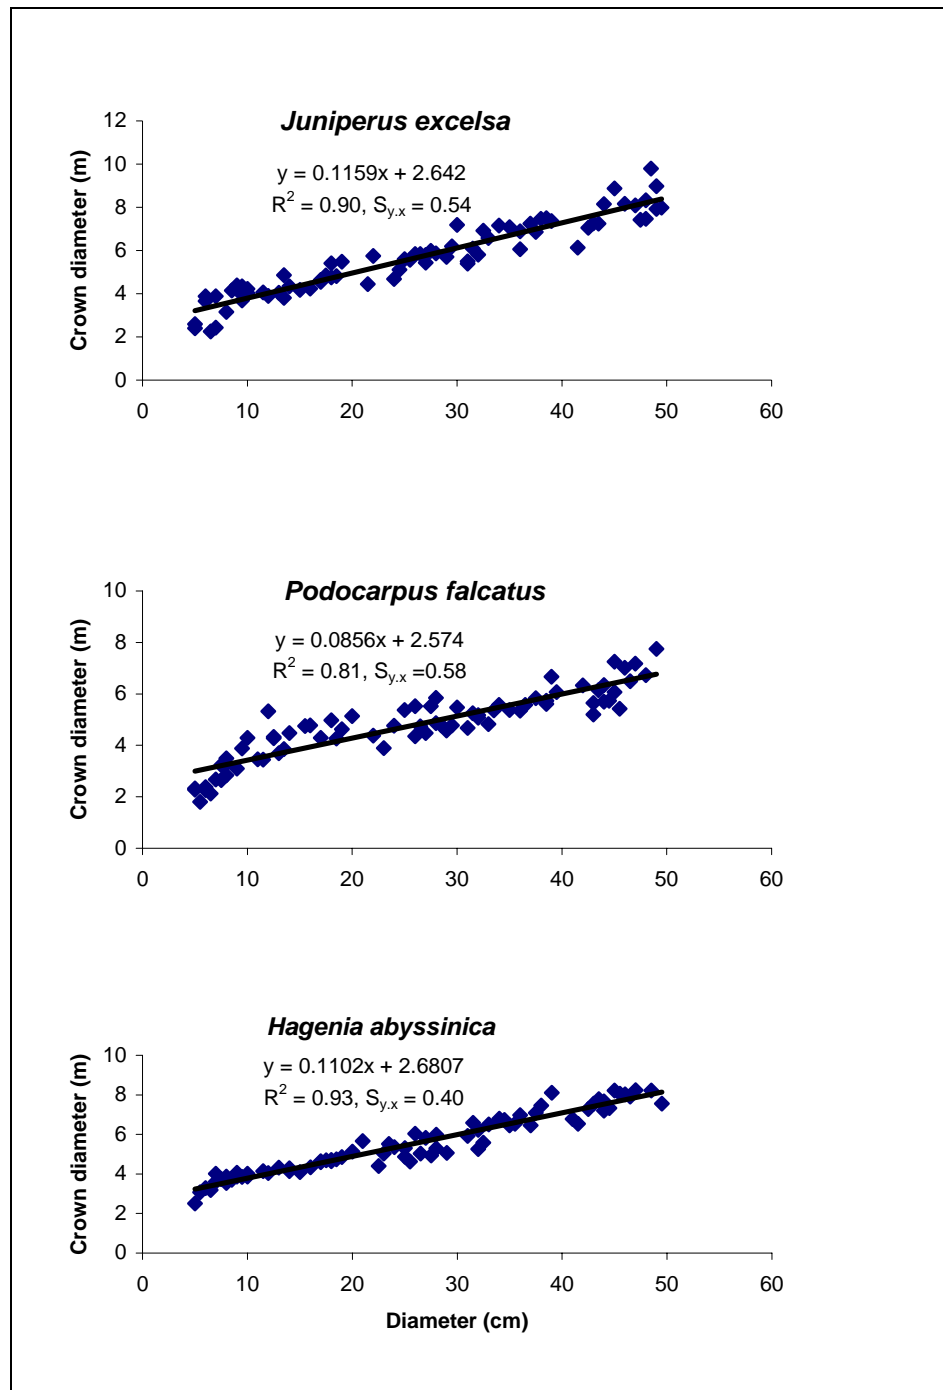 Juniperus excelsa
y = 0.1159x + 2.642
R² = 0.90, Sy.x = 0.54
Crown diameter (m)
12
10
8
6
4
2
0
0 10 20 30 40 50 60
Podocarpus falcatus
y = 0.0856x + 2.574
R² = 0.81, Sy.x =0.58
Crown diameter (m)
10
8
6
4
2
0
0 10 20 30 40 50 60
Hagenia abyssinica
y = 0.1102x + 2.6807
R² = 0.93, Sy.x = 0.40
Crown diameter (m)
10
8
6
4
2
0
0 10 20 30 40 50 60
Diameter (cm)